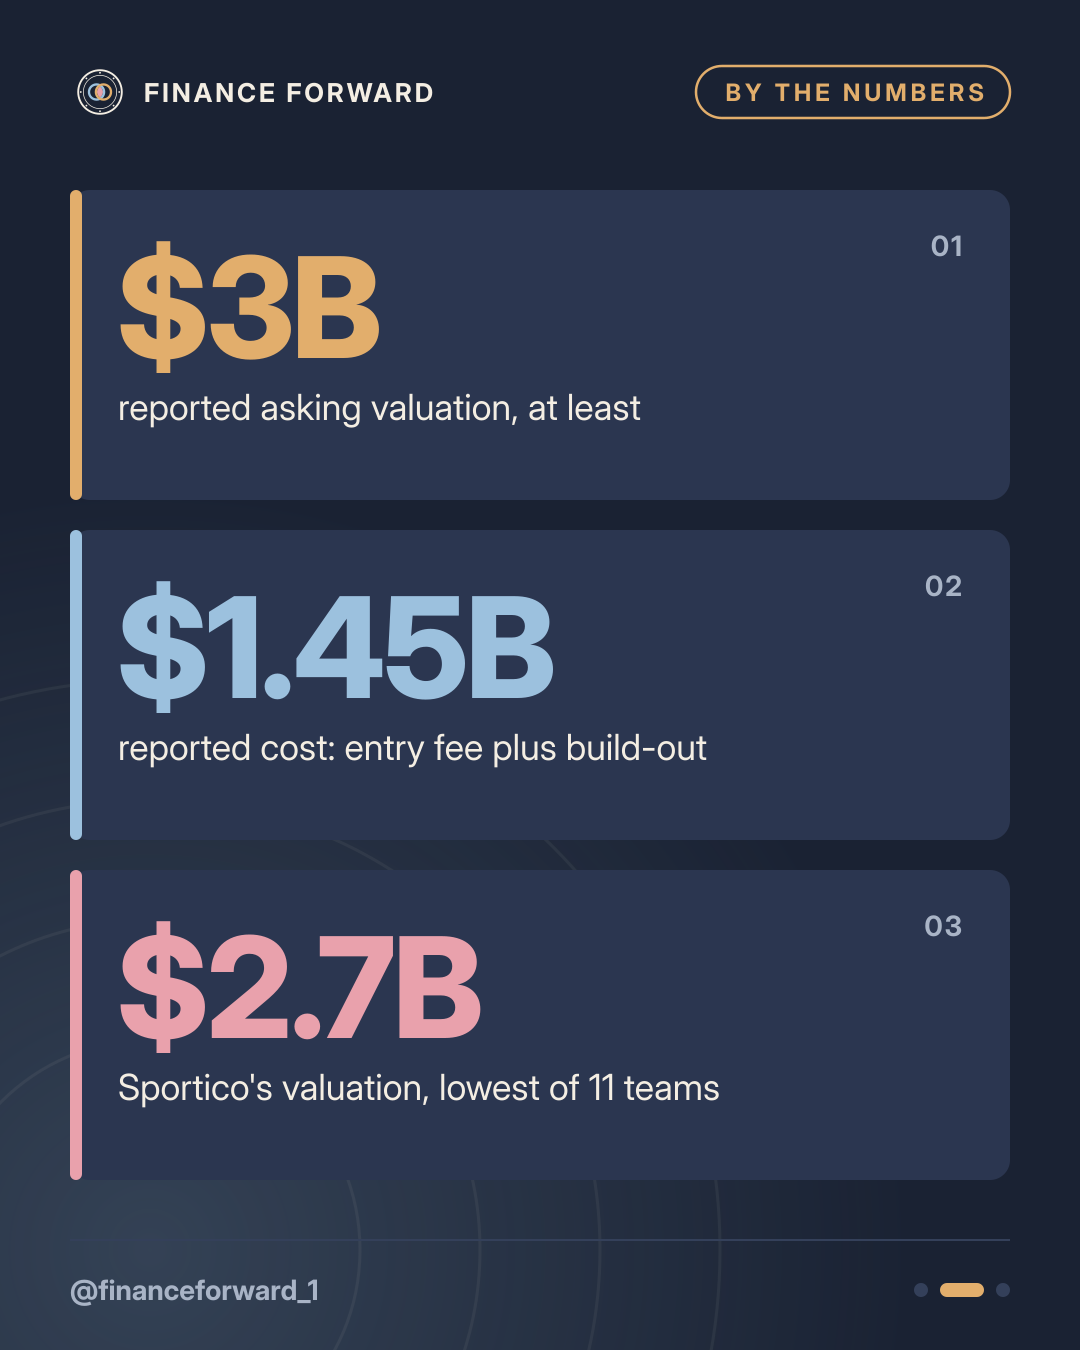 FINANCE FORWARD
BY THE NUMBERS
01
$3B
reported asking valuation, at least
02
$1.45B
reported cost: entry fee plus build-out
03
$2.7B
Sportico's valuation, lowest of 11 teams
@financeforward_1